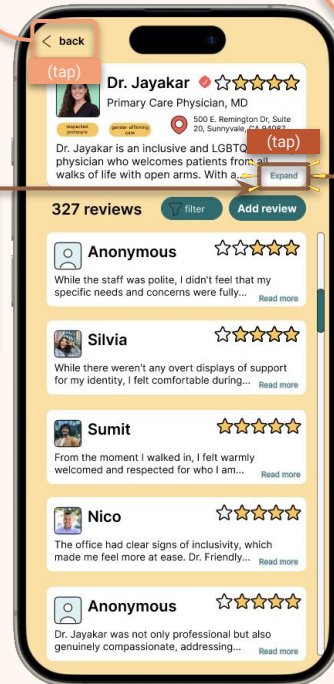 < back
(tap)
Dr. Jayakar
Primary Care Physician, MD
respected pronouns
gender affirming care
500 E. Remington Dr, Suite
20, Sunnyvale, CA 94087
(tap)
Dr. Jayakar is an inclusive and LGBTQ
physician who welcomes patients from all
walks of life with open arms. With a...
Expand
327 reviews
filter
Add review
Anonymous
While the staff was polite, I didn't feel that my
specific needs and concerns were fully...
Read more
Silvia
While there weren't any overt displays of support
for my identity, I felt comfortable during...
Read more
Sumit
From the moment I walked in, I felt warmly
welcomed and respected for who I am...
Read more
Nico
The office had clear signs of inclusivity, which
made me feel more at ease. Dr. Friendly...
Read more
Anonymous
Dr. Jayakar was not only professional but also
genuinely compassionate, addressing...
Read more